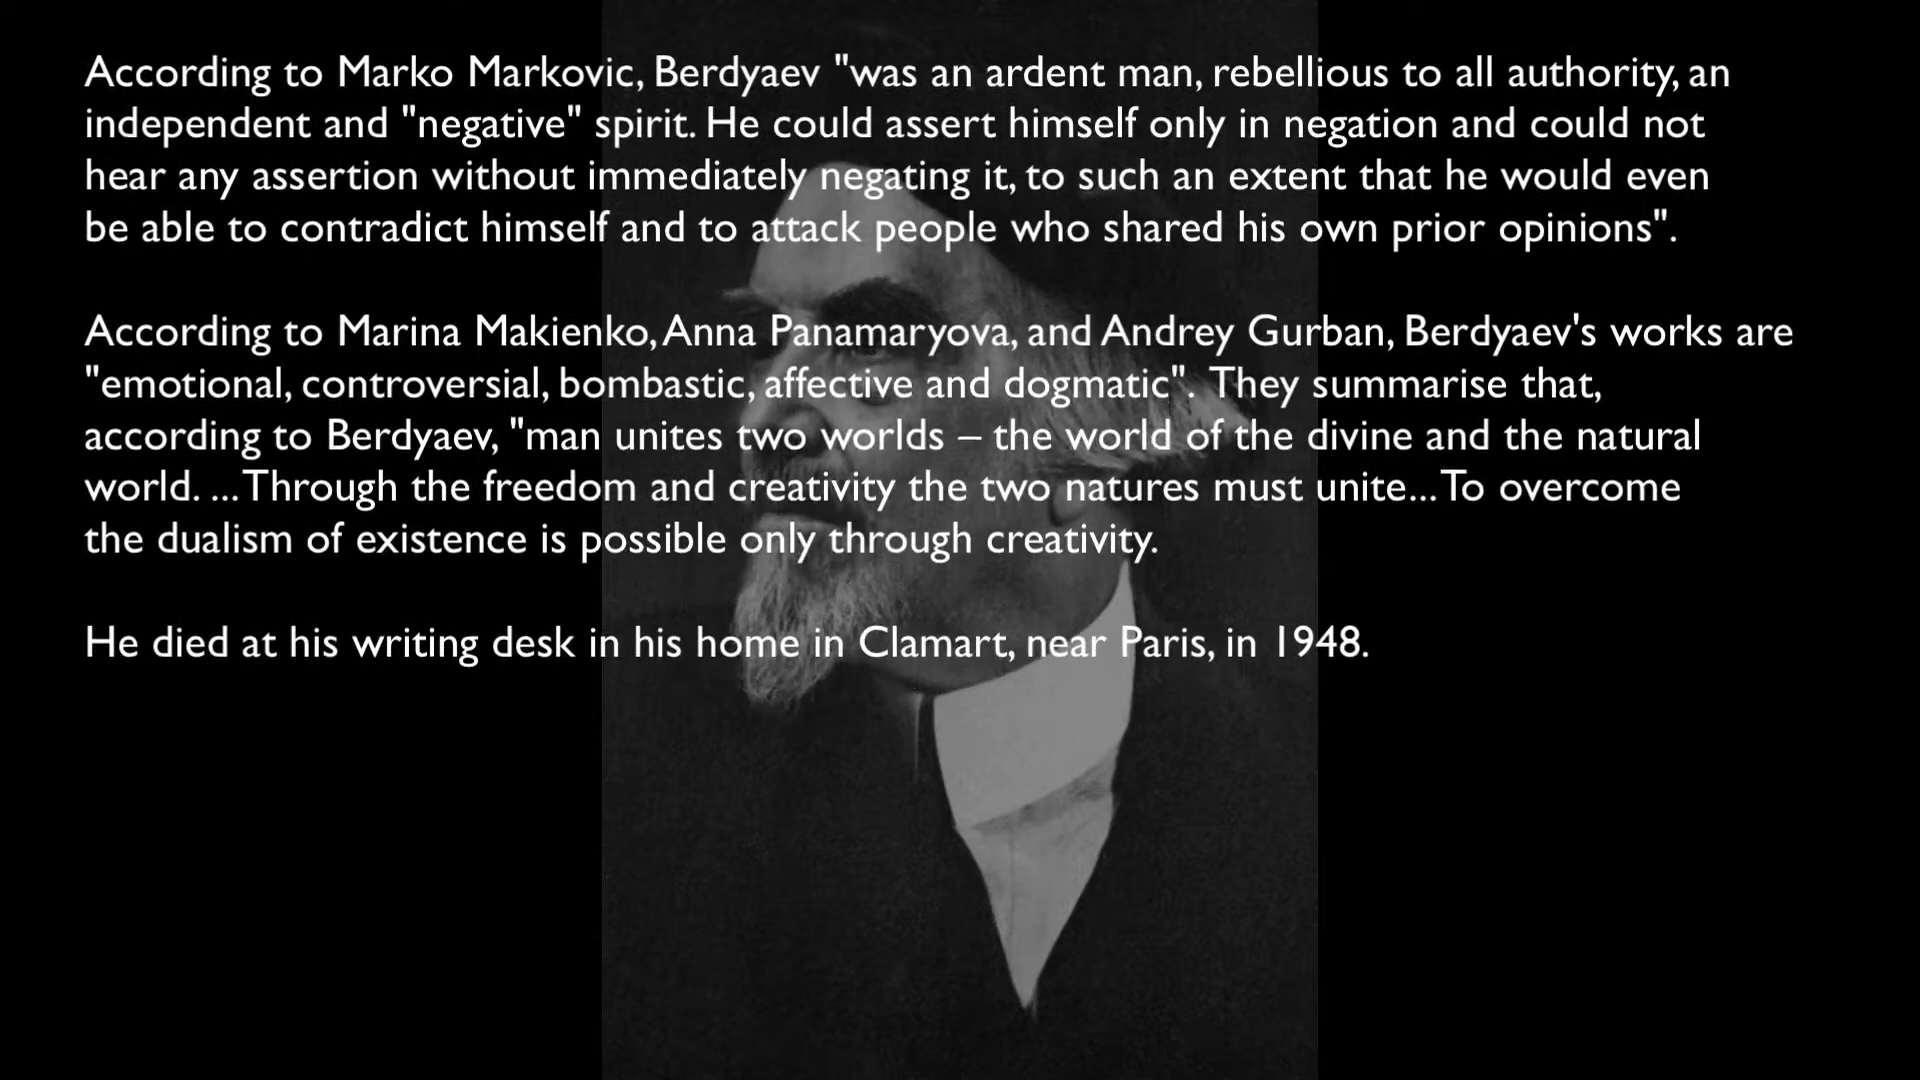 According to Marko Markovic, Berdyaev "was an ardent man, rebellious to all authority, an
independent and "negative" spirit. He could assert himself only in negation and could not
hear any assertion without immediately negating it, to such an extent that he would even
be able to contradict himself and to attack people who shared his own prior opinions".
According to Marina Makienko, Anna Panamaryova, and Andrey Gurban, Berdyaev's works are
"emotional, controversial, bombastic, affective and dogmatic". They summarise that,
according to Berdyaev, "man unites two worlds – the world of the divine and the natural
world. ... Through the freedom and creativity the two natures must unite... To overcome
the dualism of existence is possible only through creativity.
He died at his writing desk in his home in Clamart, near Paris, in 1948.